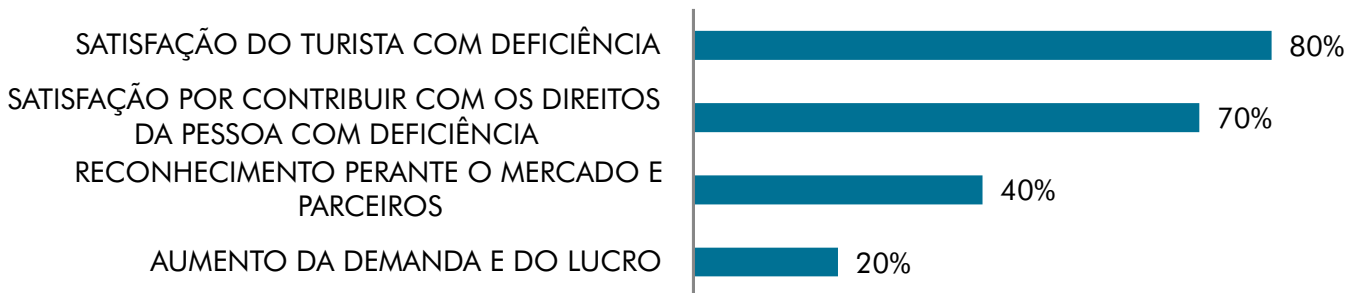 SATISFAÇÃO DO TURISTA COM DEFICIÊNCIA
80%
SATISFAÇÃO POR CONTRIBUIR COM OS DIREITOS
DA PESSOA COM DEFICIÊNCIA
70%
RECONHECIMENTO PERANTE O MERCADO E
PARCEIROS
40%
AUMENTO DA DEMANDA E DO LUCRO
20%